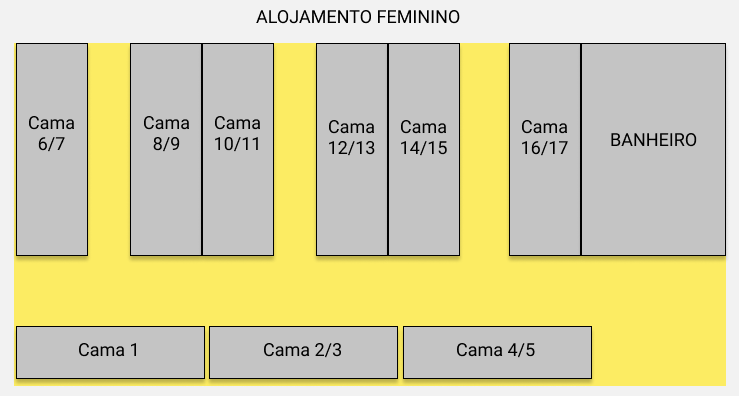 ALOJAMENTO FEMININO
Cama
6/7
Cama
8/9
Cama
10/11
Cama
12/13
Cama
14/15
Cama
16/17
BANHEIRO
Cama 1
Cama 2/3
Cama 4/5